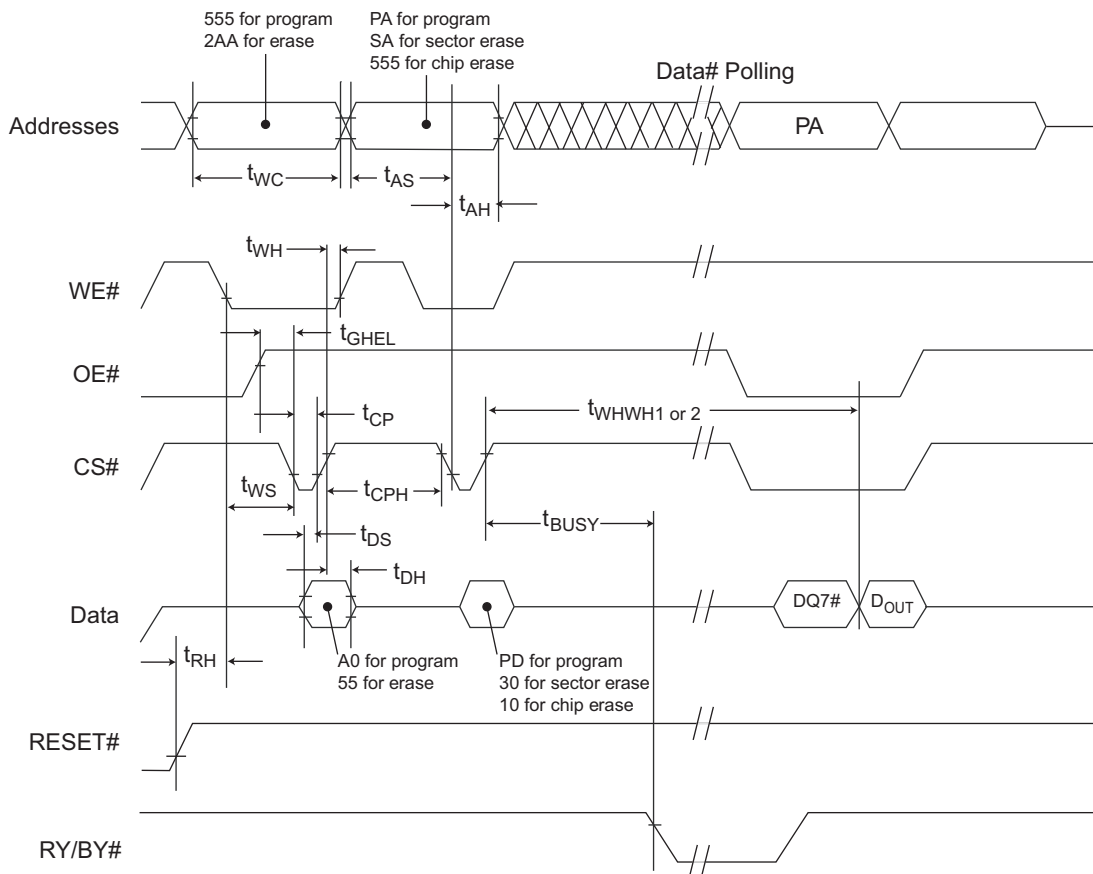 555 for program
2AA for erase
PA for program
SA for sector erase
555 for chip erase
Data# Polling
Addresses
PA
tWC
tAS
tAH
tWH
WE#
tGHEL
OE#
tWHWH1 or 2
tCP
CS#
tWS
tCPH
tBUSY
tDS
tDH
Data
DQ7#
DOUT
tRH
A0 for program
55 for erase
PD for program
30 for sector erase
10 for chip erase
RESET#
RY/BY#